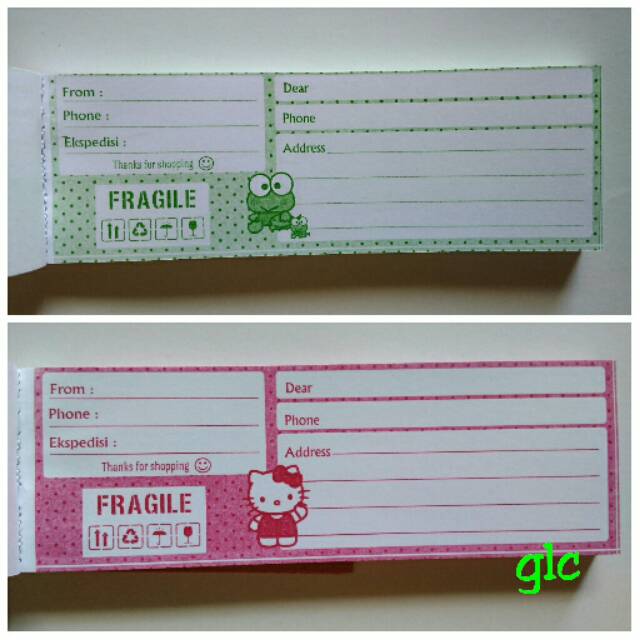 From :
Phone :
Ekspedisi :
Thanks for shopping
FRAGILE
Dear
Phone
Address
From :
Phone :
Ekspedisi :
Thanks for shopping
FRAGILE
Dear
Phone
Address
glc